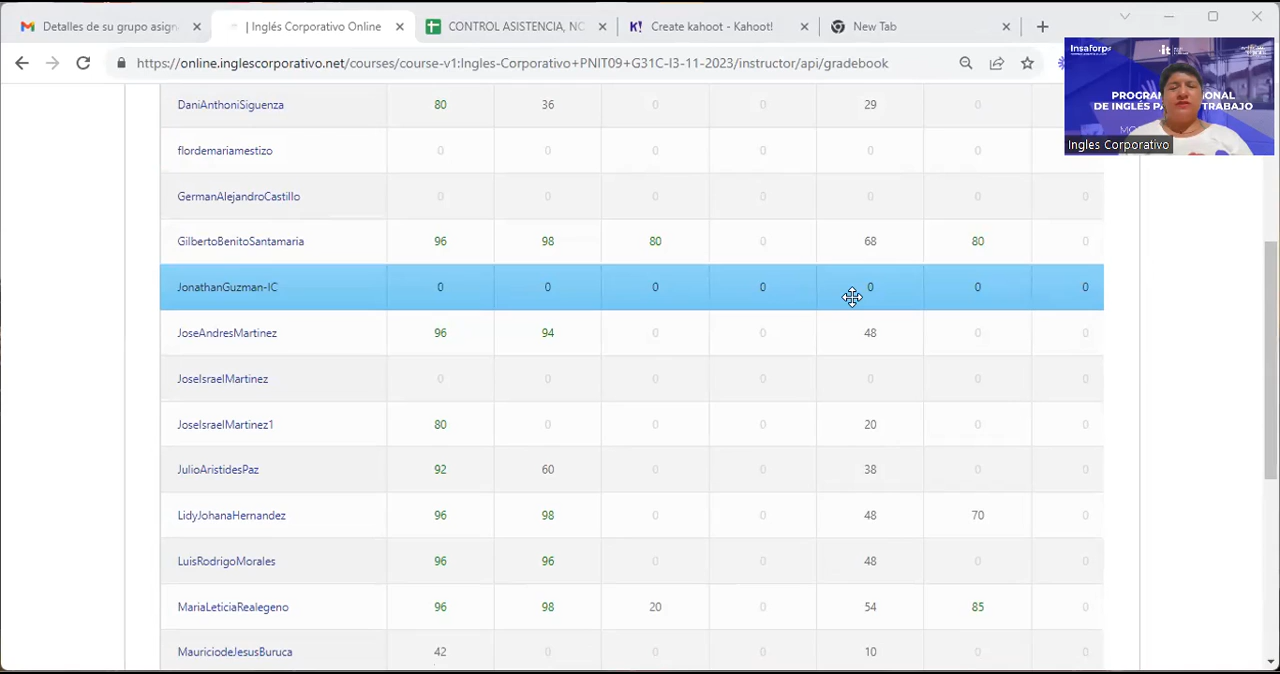 Detalles de su grupo asign
| Inglés Corporativo Online
CONTROL ASISTENCIA, NC
K! Create kahoot - Kahoot!
New Tab
https://online.inglescorporativo.net/courses/course-v1:Ingles-Corporativo+PNIT09+G31C-I3-11-2023/instructor/api/gradebook
Insaforp
PROGRAMA NACIONAL
DE INGLÉS PARA EL TRABAJO
Ingles Corporativo
DaniAnthoniSiguenza 80 36 0 0 29 0
flordemariamestizo 0 0 0 0 0 0 0
GermanAlejandroCastillo 0 0 0 0 0 0 0
GilbertoBenitoSantamaria 96 98 80 0 68 80 0
JonathanGuzman-IC 0 0 0 0 0 0 0
JoseAndresMartinez 96 94 0 0 48 0 0
JoseIsraelMartinez 0 0 0 0 0 0 0
JoseIsraelMartinez1 80 0 0 0 20 0 0
JulioAristidesPaz 92 60 0 0 38 0 0
LidyJohanaHernandez 96 98 0 0 48 70 0
LuisRodrigoMorales 96 96 0 0 48 0 0
MariaLeticiaRealegeno 96 98 20 0 54 85 0
MauriciodeJesusBuruca 42 0 0 0 10 0 0